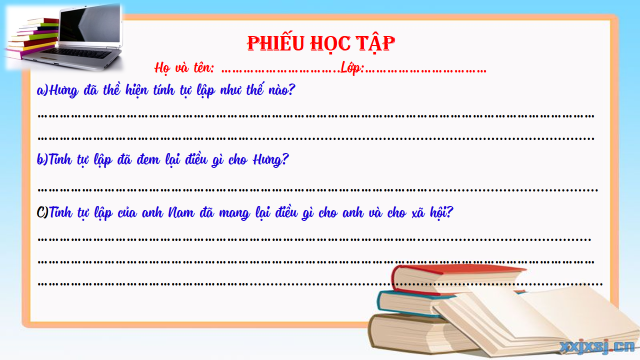 PHIẾU HỌC TẬP
Họ và tên: …………………………..Lớp:……………………………
a)Hưng đã thể hiện tính tự lập như thế nào?
………………………………………………………………………………………………………………………………
……………………………………………………...............................................................................
b)Tính tự lập đã đem lại điều gì cho Hưng?
………………………………………………………………………………………...........................................
C)Tính tự lập của anh Nam đã mang lại điều gì cho anh và cho xã hội?
………………………………………………………………………………………..........................................
………………………………………………………………………………………………………………………………
……………………………………………………...............................................................................
xxjxsj.cn